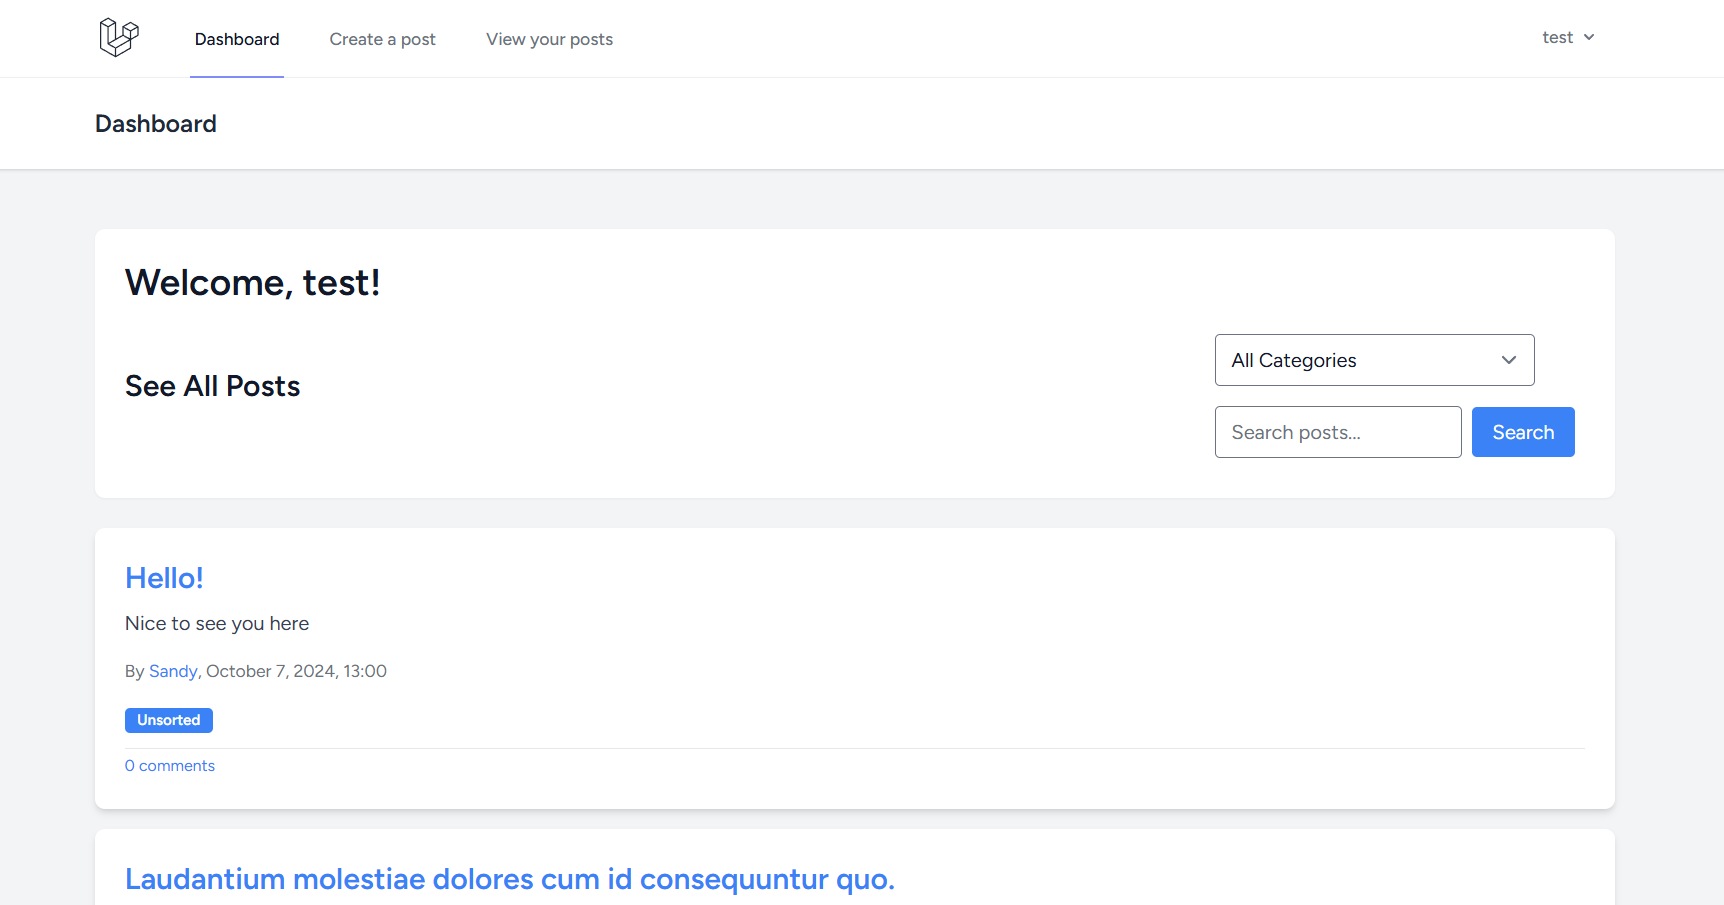 Dashboard
Create a post
View your posts
test
Dashboard
Welcome, test!
All Categories
See All Posts
Search posts...
Search
Hello!
Nice to see you here
By Sandy, October 7, 2024, 13:00
Unsorted
0 comments
Laudantium molestiae dolores cum id consequuntur quo.